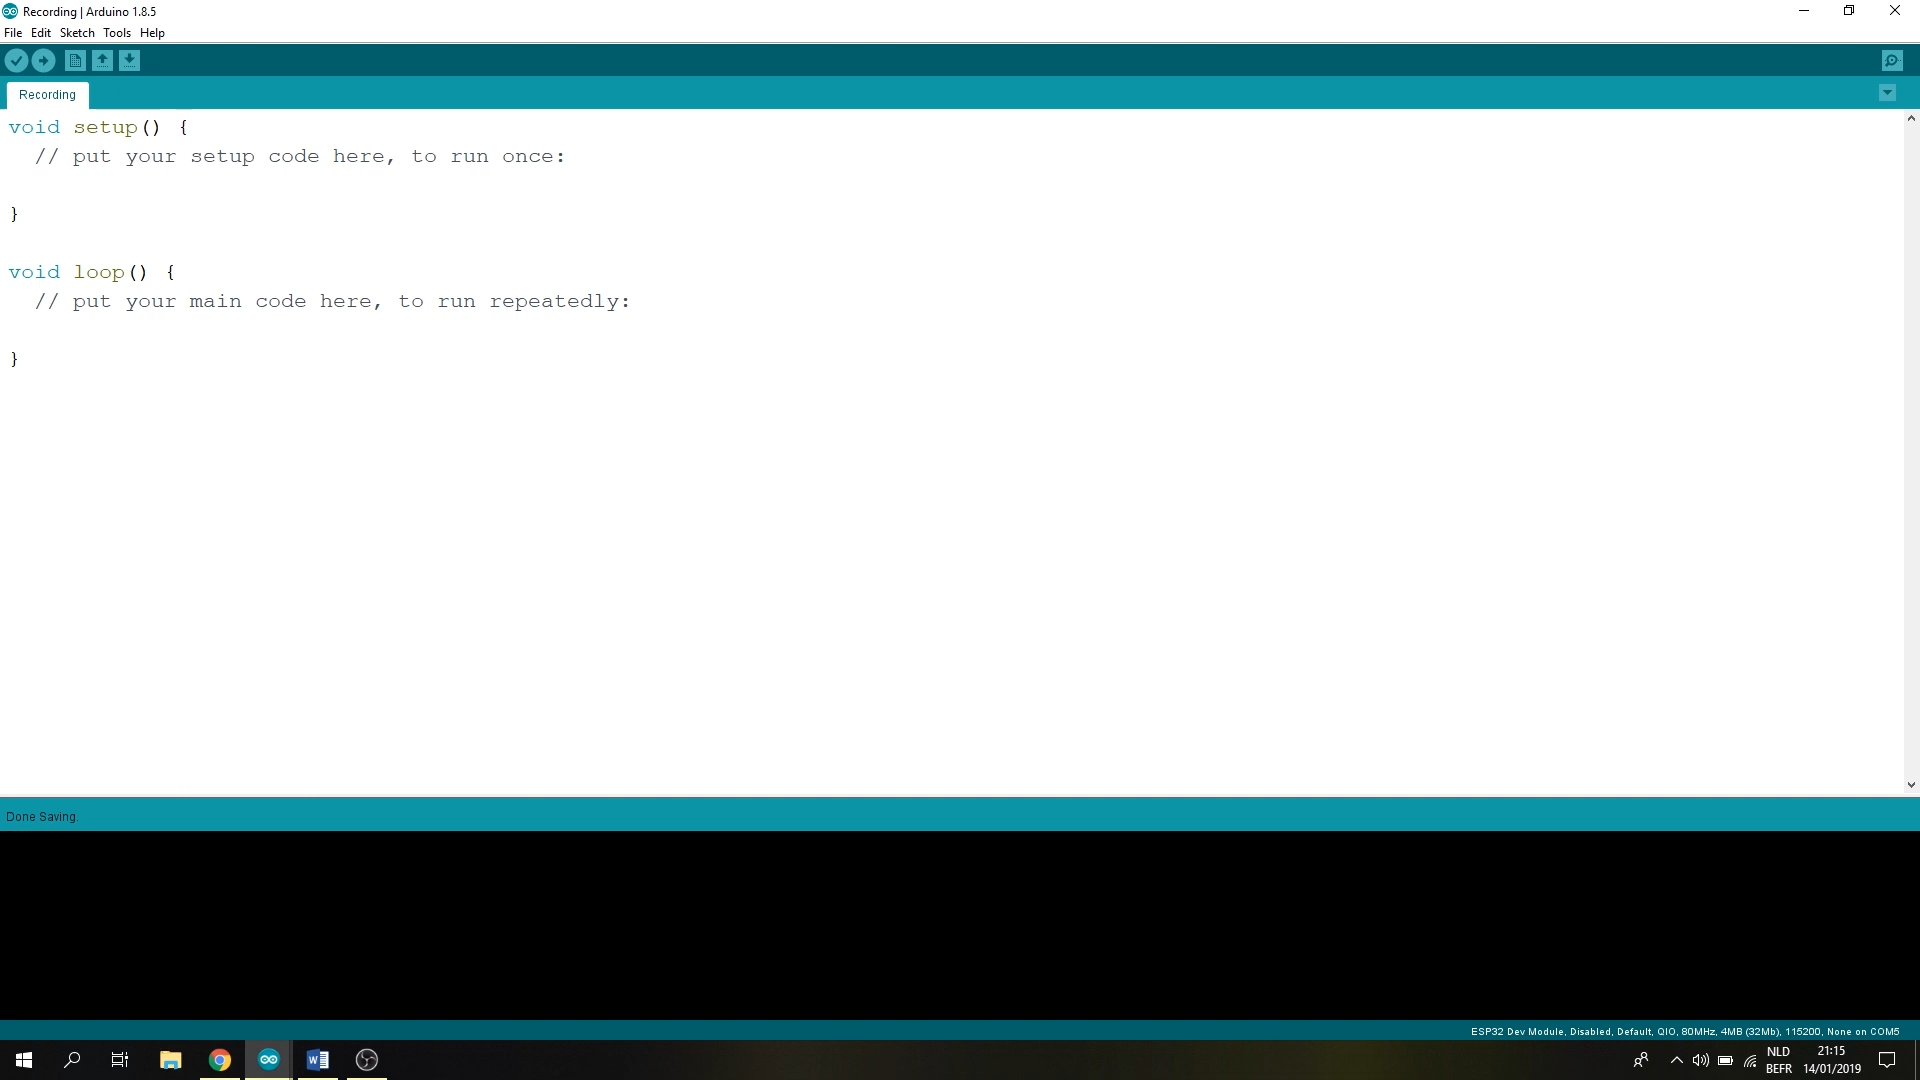 Recording | Arduino 1.8.5
File Edit Sketch Tools Help
Recording
void setup() {
  // put your setup code here, to run once:
}
void loop() {
  // put your main code here, to run repeatedly:
}
Done Saving.
ESP32 Dev Module, Disabled, Default, QIO, 80MHz, 4MB (32Mb), 115200, None on COM5
NLD 21:15
BEFR 14/01/2019